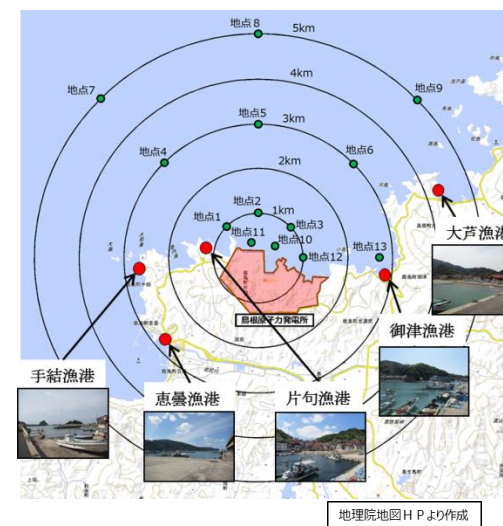 地点8
5km
4km
地点7
地点9
地点5
3km
地点4
地点6
2km
地点2
1km
地点1
地点3
地点11
地点10
地点13
地点12
大芦漁港
島根原子力発電所
御津漁港
手結漁港
恵曇漁港
片句漁港
地理院地図HPより作成